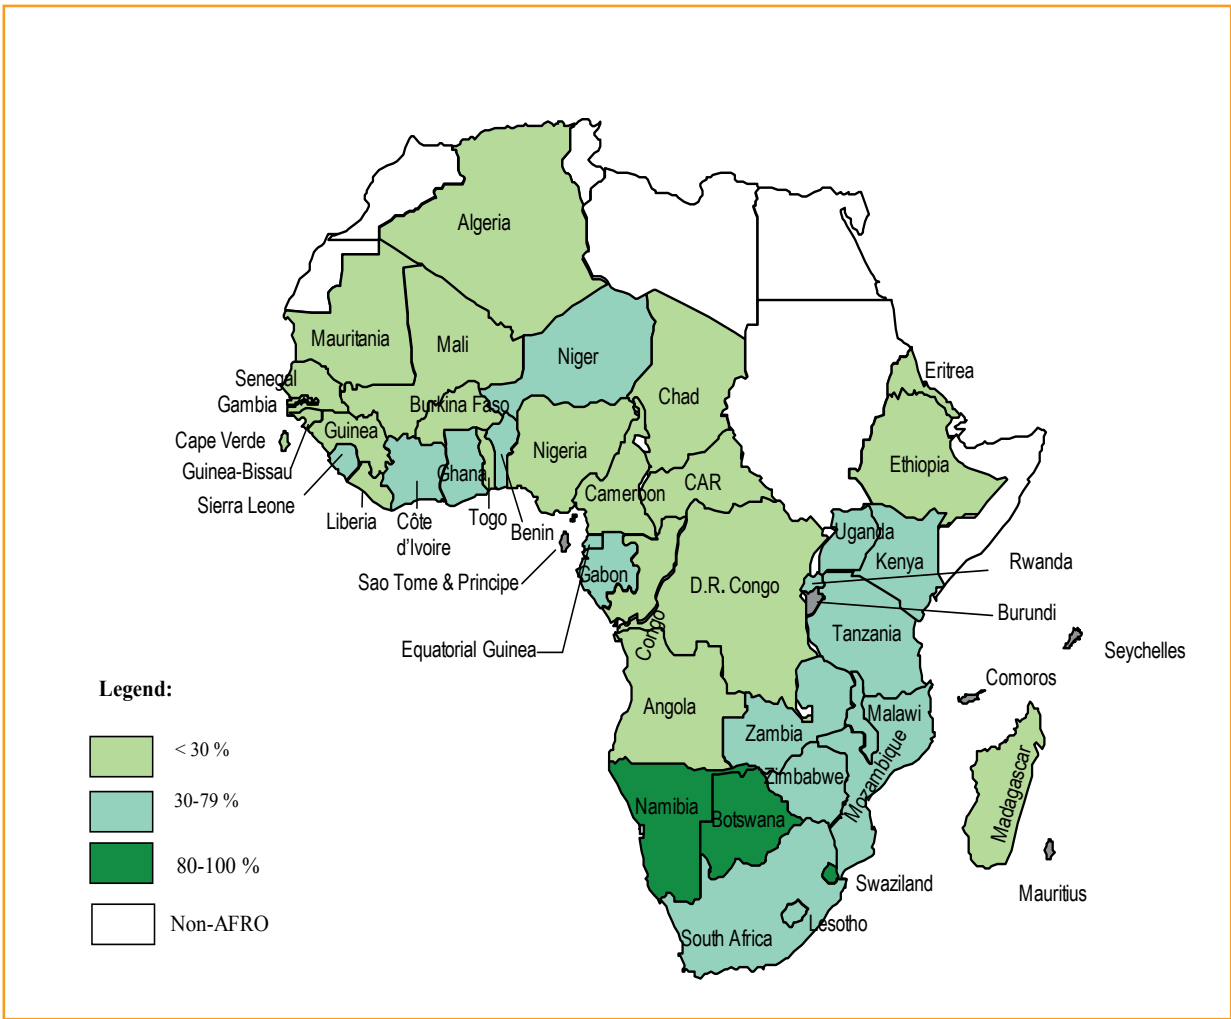 Algeria
Mauritania
Mali
Niger
Chad
Eritrea
Senegal
Gambia
Burkina Faso
Guinea
Cape Verde
Guinea-Bissau
Sierra Leone
Liberia
Côte
d'Ivoire
Ghana
Togo
Benin
Nigeria
Cameroon
CAR
Ethiopia
Sao Tome & Principe
Equatorial Guinea
Gabon
Congo
D.R. Congo
Uganda
Kenya
Rwanda
Burundi
Tanzania
Seychelles
Comoros
Angola
Zambia
Malawi
Mozambique
Zimbabwe
Namibia
Botswana
Madagascar
Mauritius
Swaziland
Lesotho
South Africa
Legend:
< 30 %
30-79 %
80-100 %
Non-AFRO